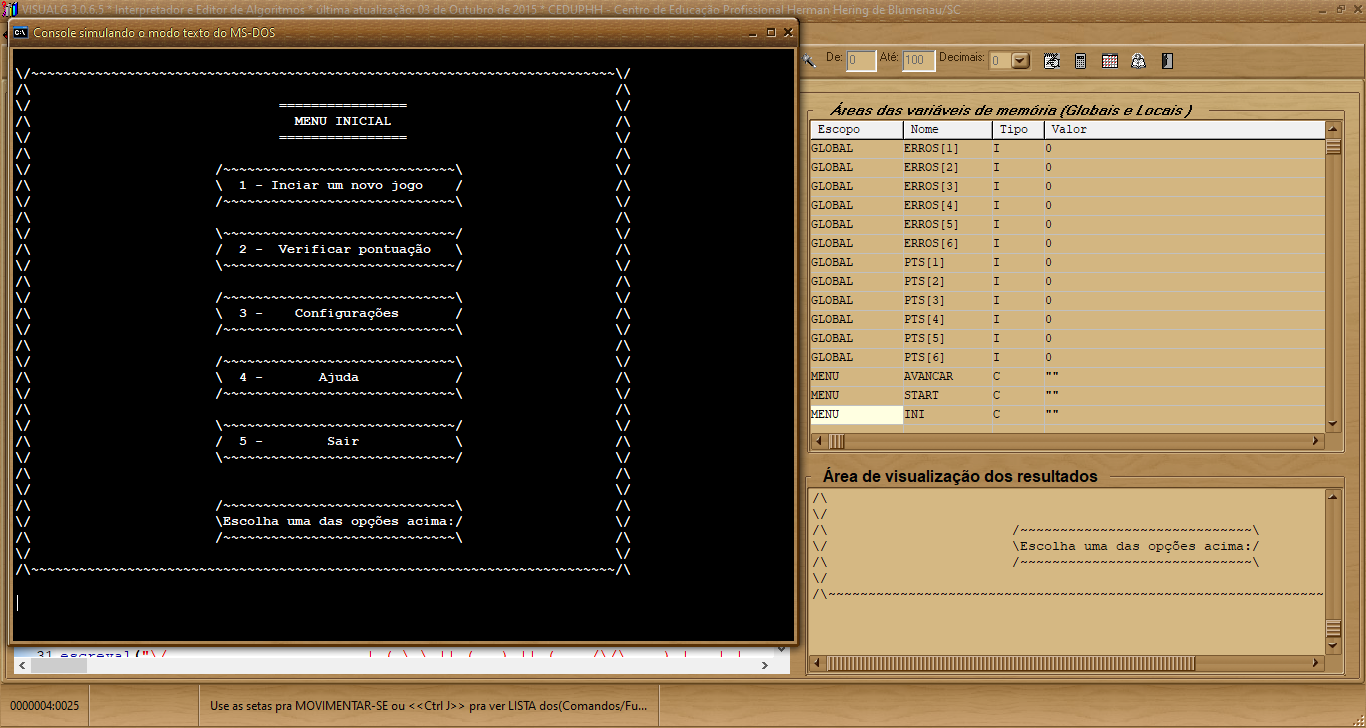 VISUALG 3.0.6.5 * Interpretador e Editor de Algoritmos * última atualização: 03 de Outubro de 2015 * CEDUPHH - Centro de Educação Profissional Herman Hering de Blumenau/SC
Console simulando o modo texto do MS-DOS
De: 0 Até: 100 Decimais: 0
\/~~~~~~~~~~~~~~~~~~~~~~~~~~~~~~~~~~~~~~~~~~~~~~~~~~~~~~~~~~~~~~~~~~~~~~~~~\/
/\ /\
\/ ================ \/
/\ MENU INICIAL /\
\/ ================ \/
/\ /\
\/ /~~~~~~~~~~~~~~~~~~~~~~~~~~~~~\ \/
/\ \ 1 - Inciar um novo jogo / /\
\/ /~~~~~~~~~~~~~~~~~~~~~~~~~~~~~\ \/
/\ /\
\/ \~~~~~~~~~~~~~~~~~~~~~~~~~~~~~/ \/
/\ / 2 - Verificar pontuação \ /\
\/ \~~~~~~~~~~~~~~~~~~~~~~~~~~~~~/ \/
/\ /\
\/ /~~~~~~~~~~~~~~~~~~~~~~~~~~~~~\ \/
/\ \ 3 - Configurações / /\
\/ /~~~~~~~~~~~~~~~~~~~~~~~~~~~~~\ \/
/\ /\
\/ /~~~~~~~~~~~~~~~~~~~~~~~~~~~~~\ \/
/\ \ 4 - Ajuda / /\
\/ /~~~~~~~~~~~~~~~~~~~~~~~~~~~~~\ \/
/\ /\
\/ \~~~~~~~~~~~~~~~~~~~~~~~~~~~~~/ \/
/\ / 5 - Sair \ /\
\/ \~~~~~~~~~~~~~~~~~~~~~~~~~~~~~/ \/
/\ /\
\/ \/
/\ /~~~~~~~~~~~~~~~~~~~~~~~~~~~~~\ /\
\/ \Escolha uma das opções acima:/ \/
/\ /~~~~~~~~~~~~~~~~~~~~~~~~~~~~~\ /\
\/ \/
/\~~~~~~~~~~~~~~~~~~~~~~~~~~~~~~~~~~~~~~~~~~~~~~~~~~~~~~~~~~~~~~~~~~~~~~~~~/\
31 escreval("\/
Áreas das variáveis de memória (Globais e Locais )
Escopo Nome Tipo Valor
GLOBAL ERROS[1] I 0
GLOBAL ERROS[2] I 0
GLOBAL ERROS[3] I 0
GLOBAL ERROS[4] I 0
GLOBAL ERROS[5] I 0
GLOBAL ERROS[6] I 0
GLOBAL PTS[1] I 0
GLOBAL PTS[2] I 0
GLOBAL PTS[3] I 0
GLOBAL PTS[4] I 0
GLOBAL PTS[5] I 0
GLOBAL PTS[6] I 0
MENU AVANCAR C ""
MENU START C ""
MENU INI C ""
Área de visualização dos resultados
/\
\/
/\ /~~~~~~~~~~~~~~~~~~~~~~~~~~~~~\
\/ \Escolha uma das opções acima:/
/\ /~~~~~~~~~~~~~~~~~~~~~~~~~~~~~\
\/
/\~~~~~~~~~~~~~~~~~~~~~~~~~~~~~~~~~~~~~~~~~~~~~~~~~~~~~~~~~~~~~~
0000004:0025
Use as setas pra MOVIMENTAR-SE ou <<Ctrl J>> pra ver LISTA dos(Comandos/Fu...